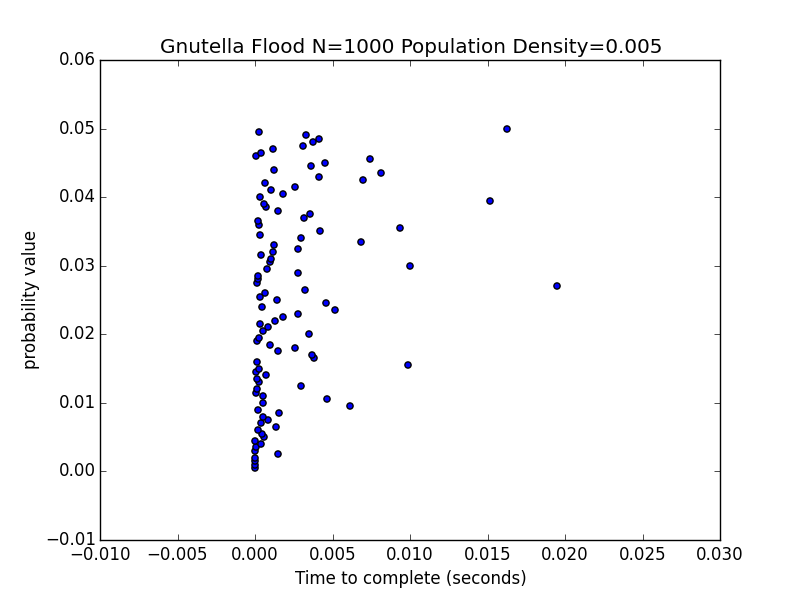 Gnutella Flood N=1000 Population Density=0.005
0.06
0.05
0.04
0.03
0.02
0.01
0.00
−0.01
probability value
−0.010 −0.005 0.000 0.005 0.010 0.015 0.020 0.025 0.030
Time to complete (seconds)